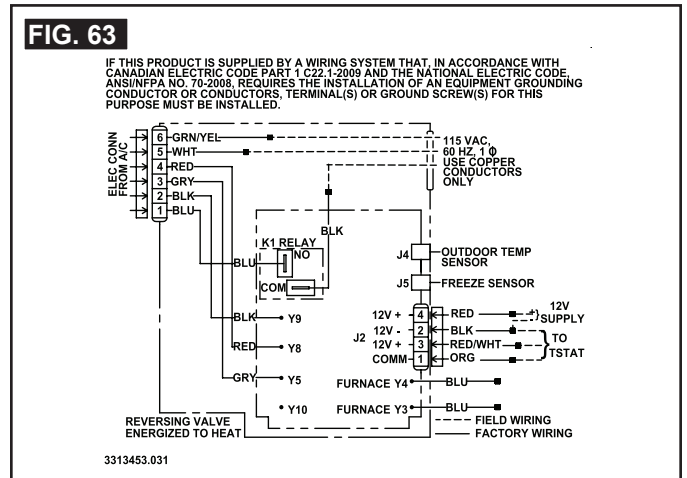 FIG. 63
IF THIS PRODUCT IS SUPPLIED BY A WIRING SYSTEM THAT, IN ACCORDANCE WITH
CANADIAN ELECTRIC CODE PART 1 C22.1-2009 AND THE NATIONAL ELECTRIC CODE,
ANSI/NFPA NO. 70-2008, REQUIRES THE INSTALLATION OF AN EQUIPMENT GROUNDING
CONDUCTOR OR CONDUCTORS, TERMINAL(S) OR GROUND SCREW(S) FOR THIS
PURPOSE MUST BE INSTALLED.
ELEC CONN
FROM A/C
6 GRN/YEL
5 WHT
4 RED
3 GRY
2 BLK
1 BLU
115 VAC,
60 HZ, 1 Φ
USE COPPER
CONDUCTORS
ONLY
BLK
K1 RELAY
NO
BLU
COM
J4 OUTDOOR TEMP
SENSOR
J5 FREEZE SENSOR
BLK Y9
RED Y8
GRY Y5
Y10
J2
12V + 4 RED
12V - 2 BLK
12V + 3 RED/WHT
COMM 1 ORG
+ 12V
- SUPPLY
TO
TSTAT
FURNACE Y4 BLU
FURNACE Y3 BLU
REVERSING VALVE
ENERGIZED TO HEAT
FIELD WIRING
FACTORY WIRING
3313453.031